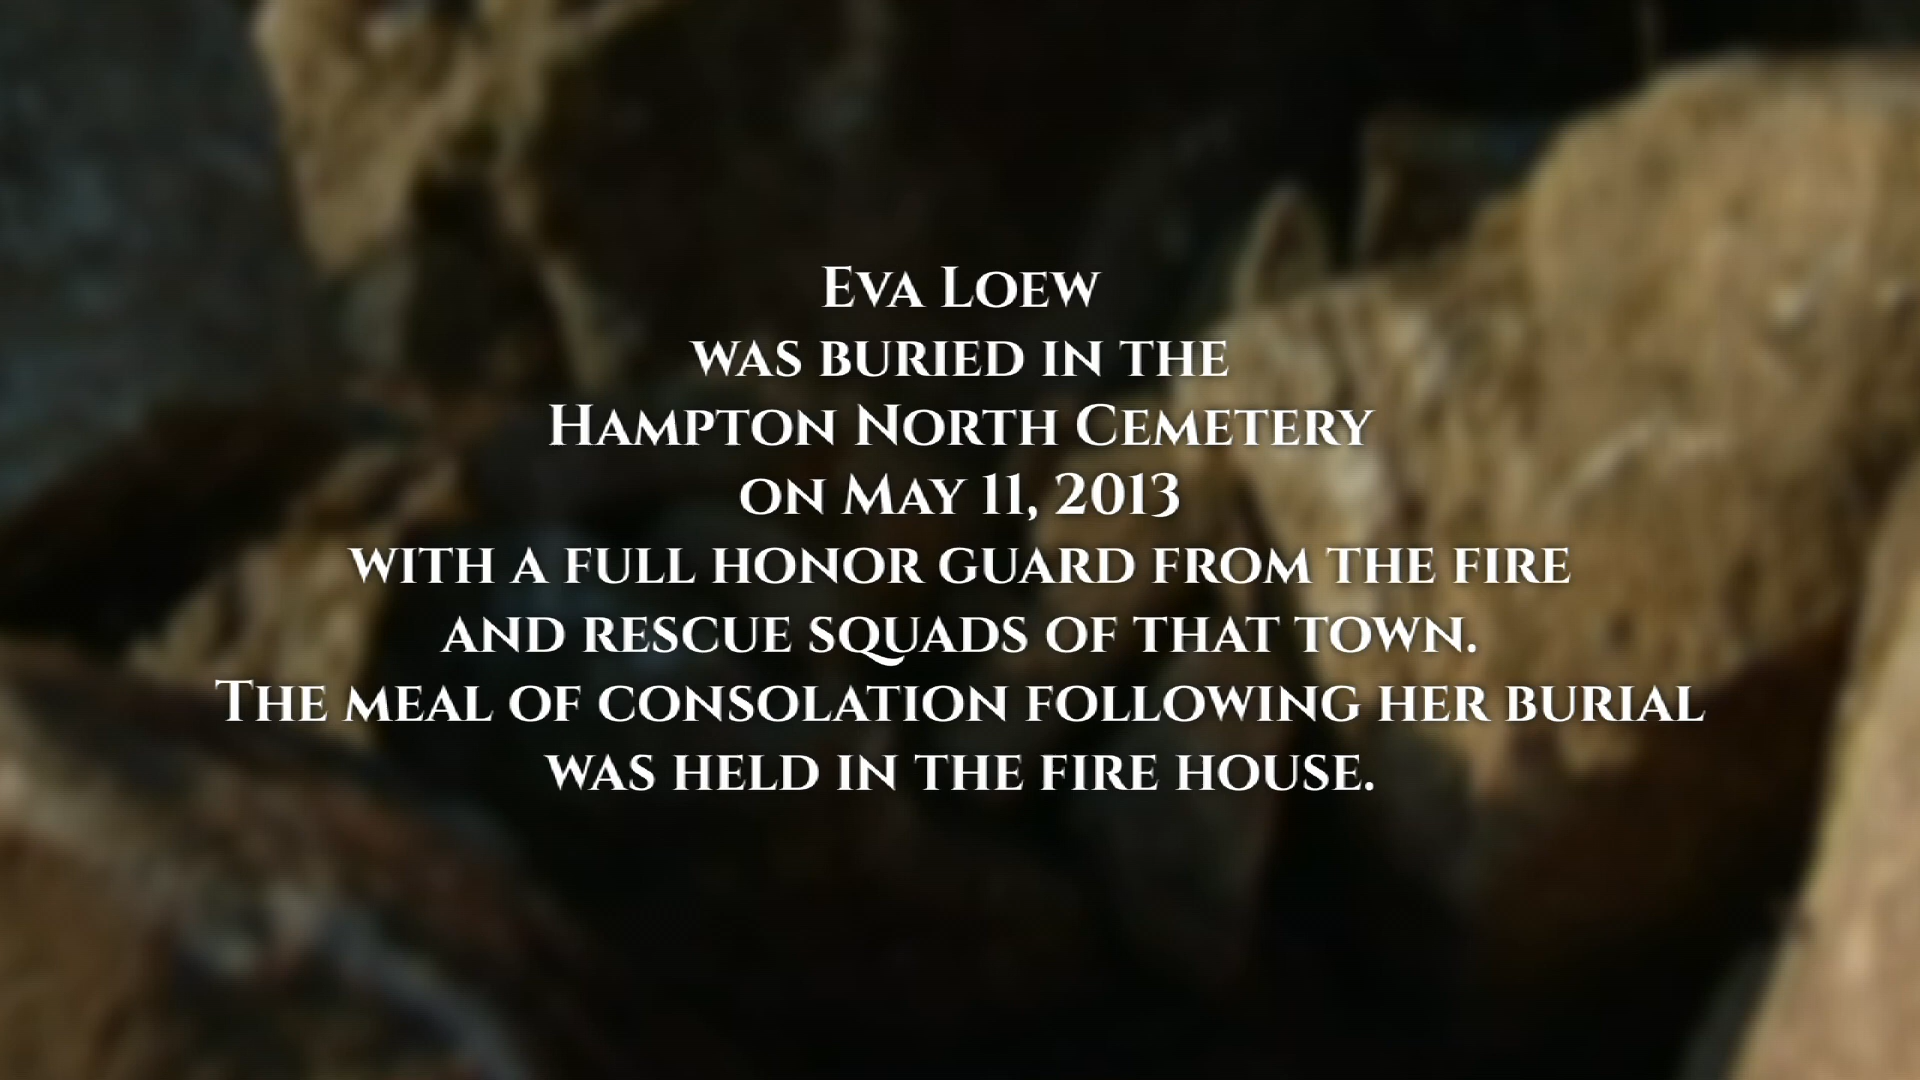 Eva Loew
was buried in the
Hampton North Cemetery
on May 11, 2013
with a full honor guard from the fire
and rescue squads of that town.
The meal of consolation following her burial
was held in the fire house.